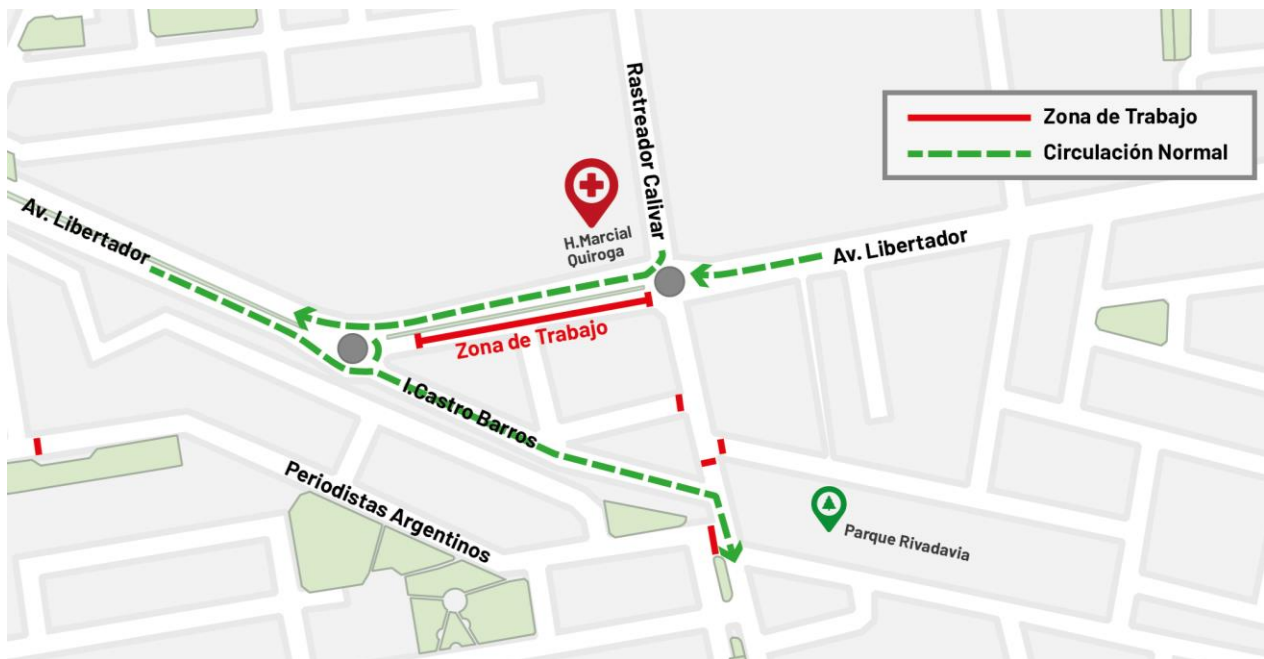 Rastreador Calivar
Zona de Trabajo
Circulación Normal
Av. Libertador
H.Marcial
Quiroga
Av. Libertador
Zona de Trabajo
I.Castro Barros
Periodistas Argentinos
Parque Rivadavia